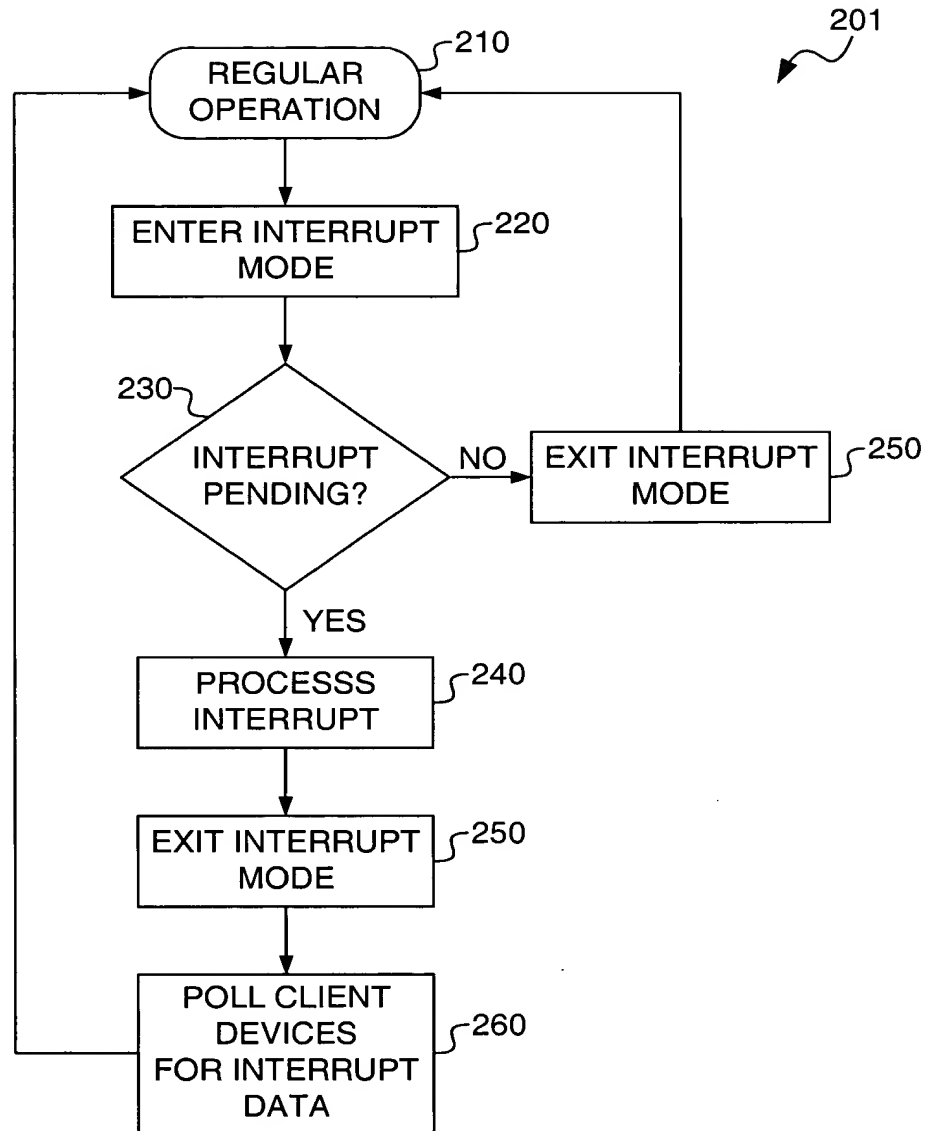 201
210
REGULAR
OPERATION
ENTER INTERRUPT
MODE
220
230
INTERRUPT
PENDING?
NO
EXIT INTERRUPT
MODE
250
YES
PROCESSS
INTERRUPT
240
EXIT INTERRUPT
MODE
250
POLL CLIENT
DEVICES
FOR INTERRUPT
DATA
260